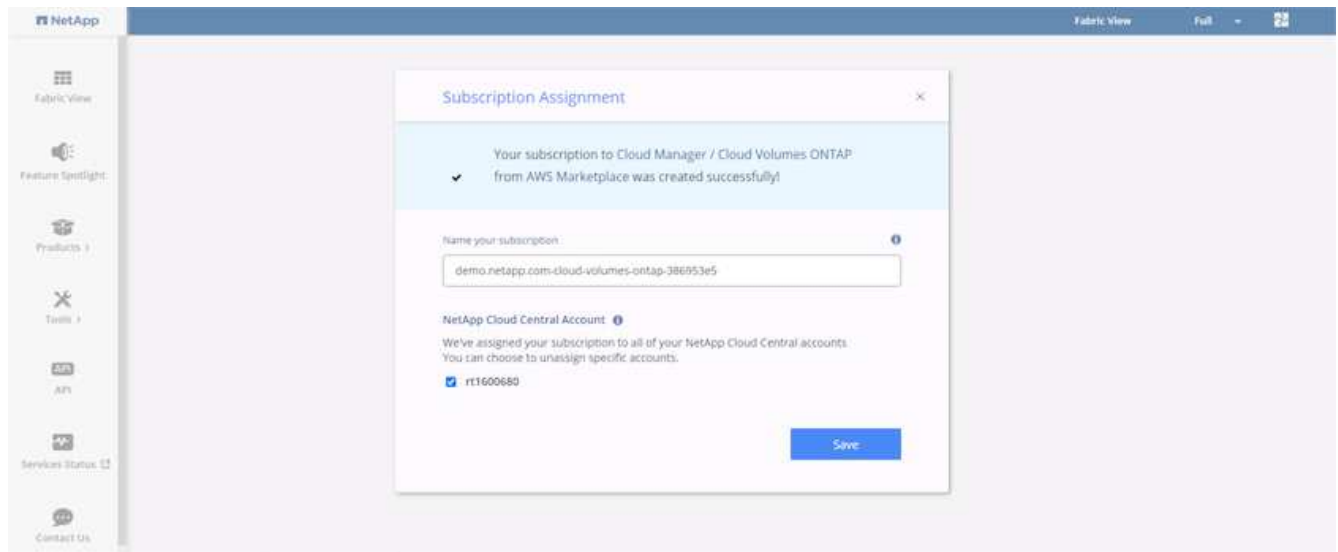 NetApp
Fabric View
Full
Fabric View
Feature Spotlight
Products
Tools
API
API
Services Status
Contact Us
Subscription Assignment
Your subscription to Cloud Manager / Cloud Volumes ONTAP
from AWS Marketplace was created successfully!
Name your subscription
demo.netapp.com-cloud-volumes-ontap-386953e5
NetApp Cloud Central Account
We've assigned your subscription to all of your NetApp Cloud Central accounts
You can choose to unassign specific accounts.
rt1600680
Save